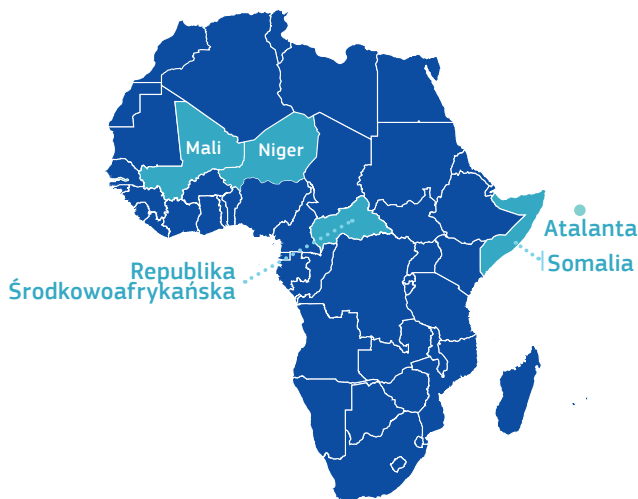 Mali
Niger
Atalanta
Somalia
Republika
Środkowoafrykańska